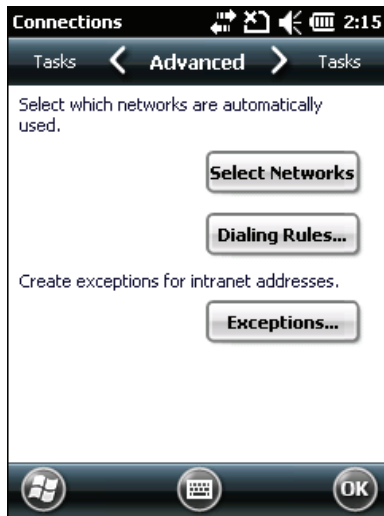 Connections 2:15
Tasks Advanced Tasks
Select which networks are automatically
used.
Select Networks
Dialing Rules...
Create exceptions for intranet addresses.
Exceptions...
OK